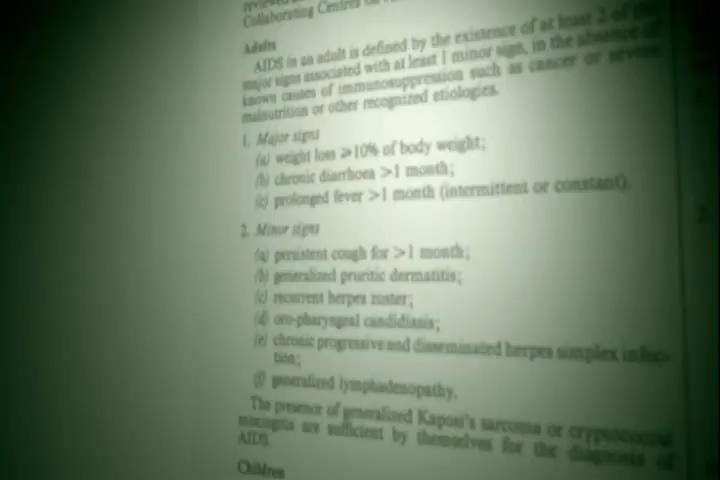 Collaborating Centres on
Adults
AIDS in an adult is defined by the existence of at least 2 of the
major signs associated with at least 1 minor sign, in the absence of
known causes of immunosuppression such as cancer or severe
malnutrition or other recognized etiologies.
1. Major signs
(a) weight loss ⩾10% of body weight;
(b) chronic diarrhoea >1 month;
(c) prolonged fever >1 month (intermittent or constant).
2. Minor signs
(a) persistent cough for >1 month;
(b) generalized pruritic dermatitis;
(c) recurrent herpes zoster;
(d) oro-pharyngeal candidiasis;
(e) chronic progressive and disseminated herpes simplex infec-
tion;
(f) generalized lymphadenopathy.
The presence of generalized Kaposi's sarcoma or cryptococcal
meningitis are sufficient by themselves for the diagnosis of
AIDS.
Children